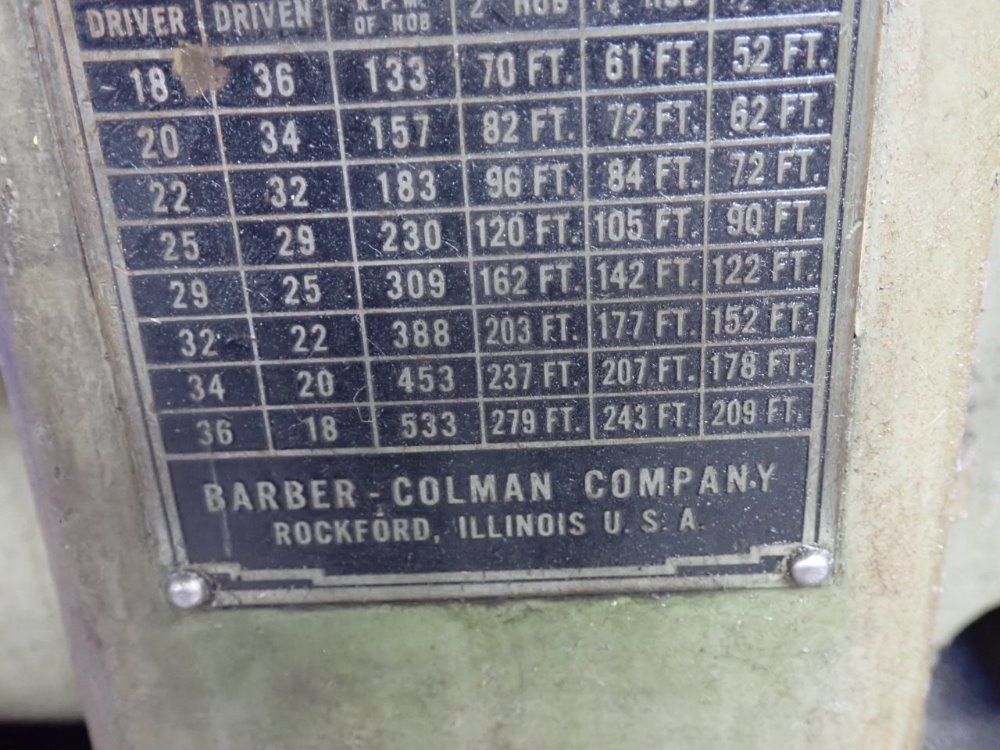 DRIVER DRIVEN R.P.M. OF HOB 2" HOB HOB
18 36 133 70 FT. 61 FT. 52 FT.
20 34 157 82 FT. 72 FT. 62 FT.
22 32 183 96 FT. 84 FT. 72 FT.
25 29 230 120 FT. 105 FT. 90 FT.
29 25 309 162 FT. 142 FT. 122 FT.
32 22 388 203 FT. 177 FT. 152 FT.
34 20 453 237 FT. 207 FT. 178 FT.
36 18 533 279 FT. 243 FT. 209 FT.
BARBER-COLMAN COMPANY
ROCKFORD, ILLINOIS U.S.A.